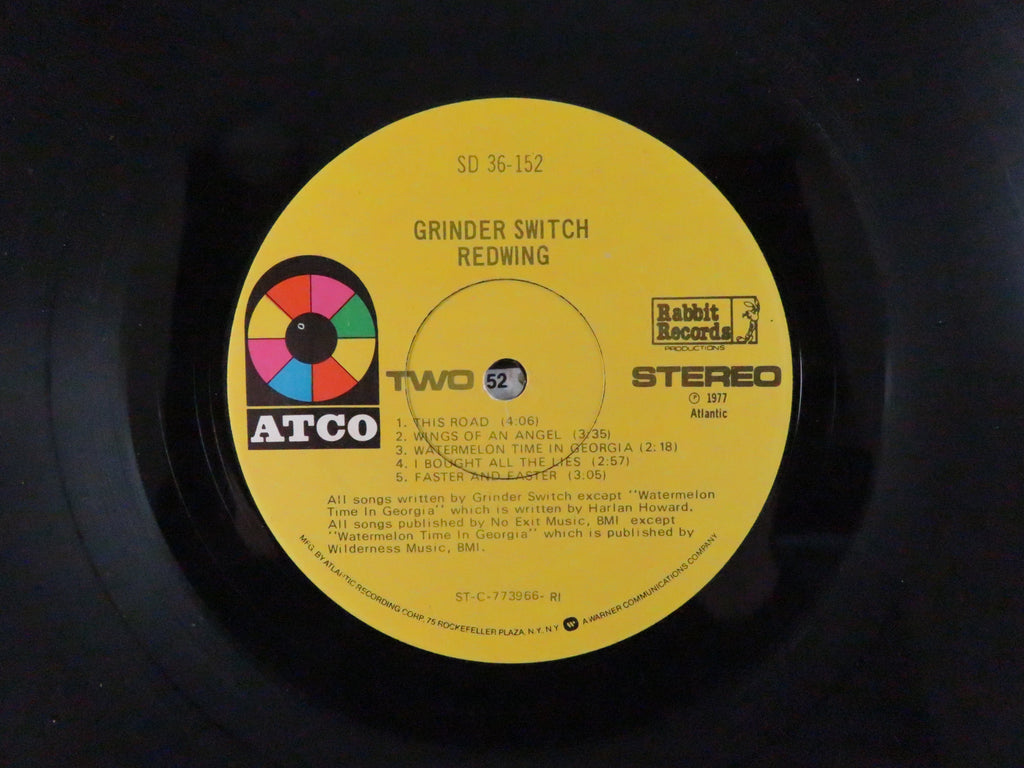 SD 36-152
GRINDER SWITCH
REDWING
Rabbit
Records
PRODUCTIONS
TWO
52
STEREO
℗ 1977
Atlantic
ATCO
1. THIS ROAD (4:06)
2. WINGS OF AN ANGEL (3/35)
3. WATERMELON TIME IN GEORGIA (2:18)
4. I BOUGHT ALL THE LIES (2:57)
5. FASTER AND FASTER (3.05)
All songs written by Grinder Switch except "Watermelon
Time In Georgia" which is written by Harlan Howard.
All songs published by No Exit Music, BMI except
"Watermelon Time In Georgia" which is published by
Wilderness Music, BMI.
ST-C-773966- RI
MFG. BY ATLANTIC RECORDING CORP., 75 ROCKEFELLER PLAZA, N.Y., N.Y. A WARNER COMMUNICATIONS COMPANY